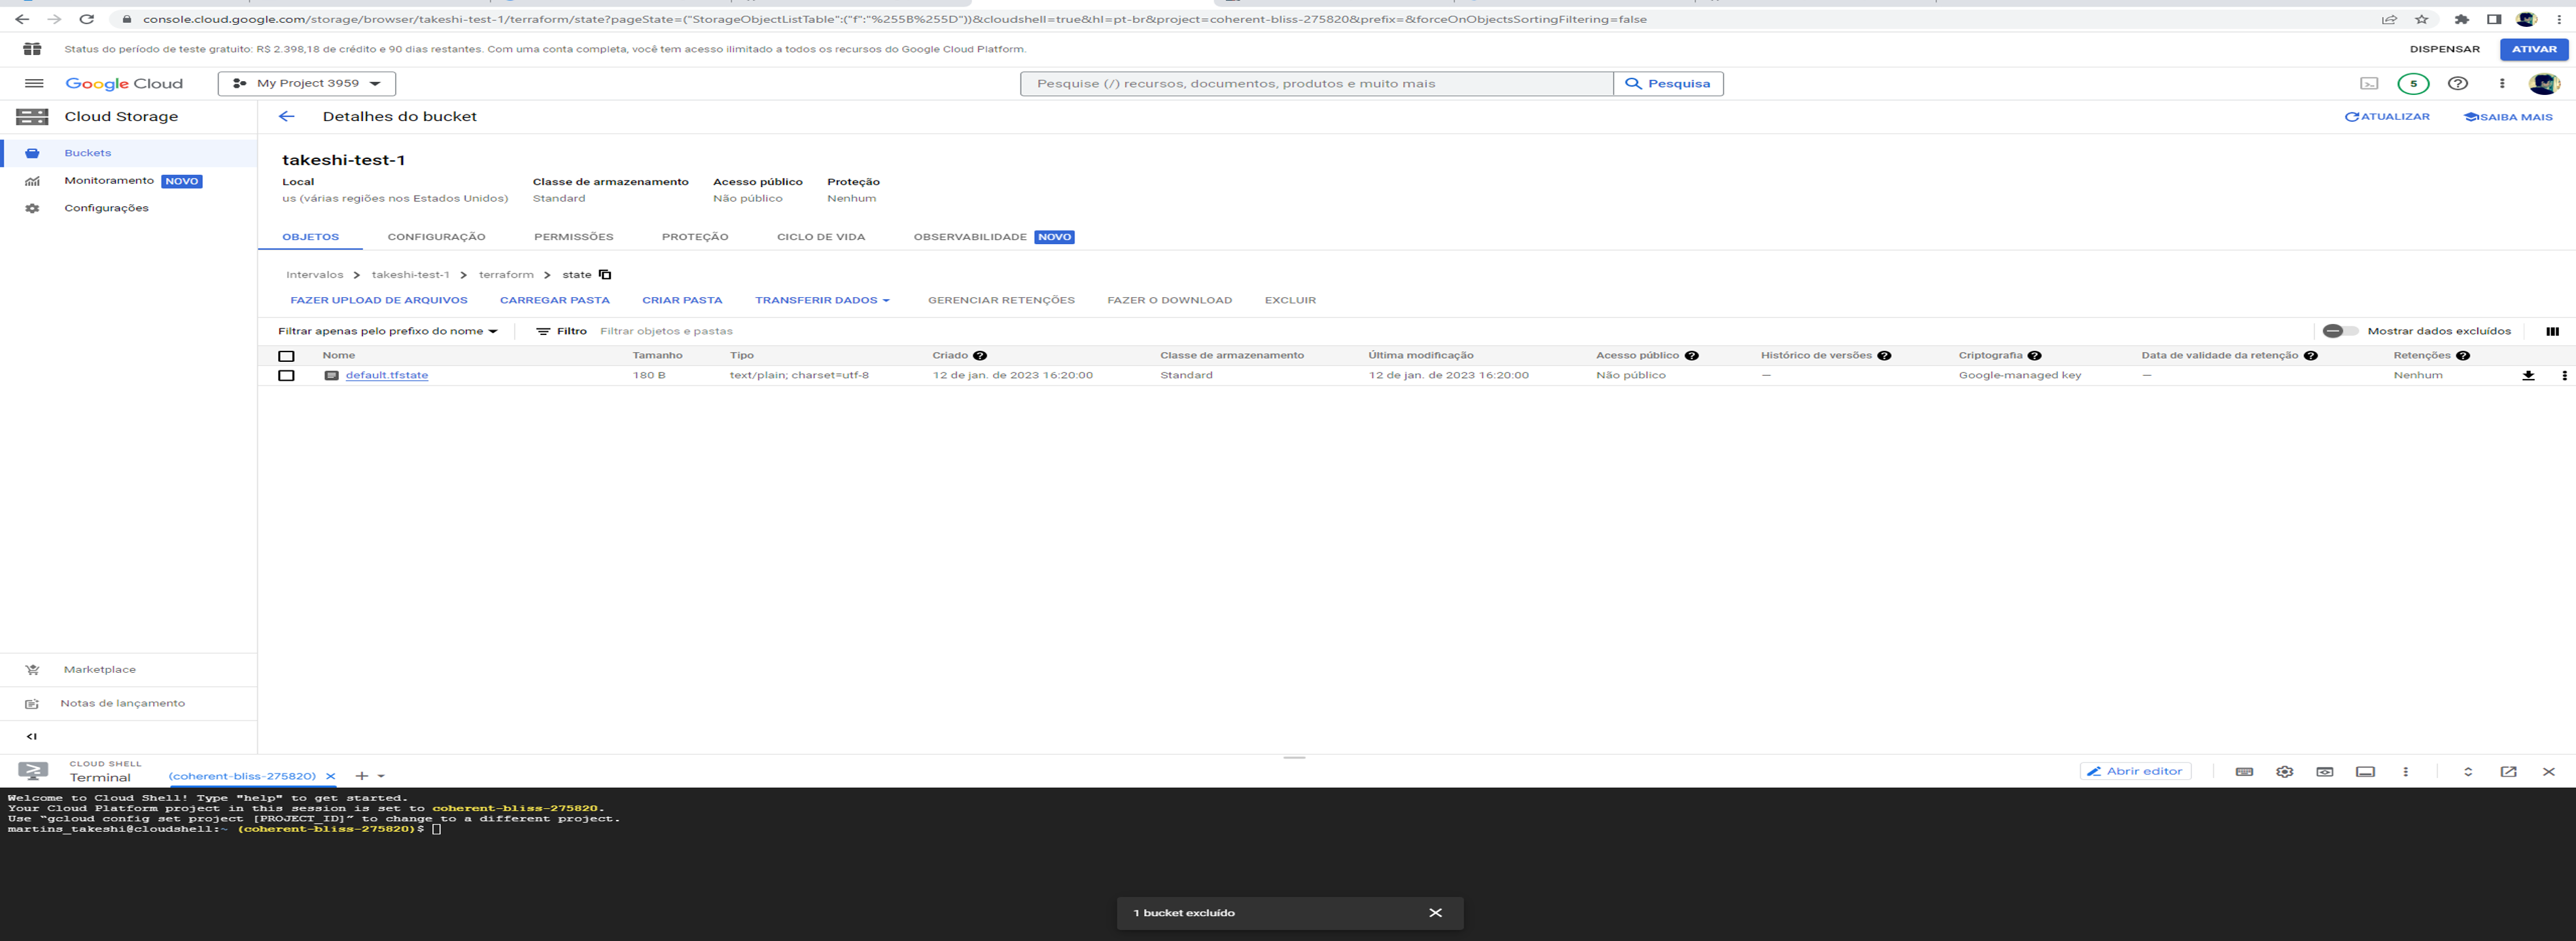 console.cloud.google.com/storage/browser/takeshi-test-1/terraform/state?pageState=("StorageObjectListTable":("f":"%255B%255D"))&cloudshell=true&hl=pt-br&project=coherent-bliss-275820&prefix=&forceOnObjectsSortingFiltering=false
Status do período de teste gratuito: R$ 2.398,18 de crédito e 90 dias restantes. Com uma conta completa, você tem acesso ilimitado a todos os recursos do Google Cloud Platform.
DISPENSAR
ATIVAR
Google Cloud
My Project 3959
Pesquise (/) recursos, documentos, produtos e muito mais
Pesquisa
5
Cloud Storage
Detalhes do bucket
ATUALIZAR
SAIBA MAIS
Buckets
Monitoramento NOVO
Configurações
takeshi-test-1
Local Classe de armazenamento Acesso público Proteção
us (várias regiões nos Estados Unidos) Standard Não público Nenhum
OBJETOS CONFIGURAÇÃO PERMISSÕES PROTEÇÃO CICLO DE VIDA OBSERVABILIDADE NOVO
Intervalos > takeshi-test-1 > terraform > state
FAZER UPLOAD DE ARQUIVOS CARREGAR PASTA CRIAR PASTA TRANSFERIR DADOS GERENCIAR RETENÇÕES FAZER O DOWNLOAD EXCLUIR
Filtrar apenas pelo prefixo do nome Filtro Filtrar objetos e pastas Mostrar dados excluídos
Nome Tamanho Tipo Criado Classe de armazenamento Última modificação Acesso público Histórico de versões Criptografia Data de validade da retenção Retenções
default.tfstate 180 B text/plain; charset=utf-8 12 de jan. de 2023 16:20:00 Standard 12 de jan. de 2023 16:20:00 Não público — Google-managed key — Nenhum
Marketplace
Notas de lançamento
CLOUD SHELL
Terminal
(coherent-bliss-275820)
Abrir editor
Welcome to Cloud Shell! Type "help" to get started.
Your Cloud Platform project in this session is set to coherent-bliss-275820.
Use “gcloud config set project [PROJECT_ID]” to change to a different project.
martins_takeshi@cloudshell:~ (coherent-bliss-275820)$
1 bucket excluído